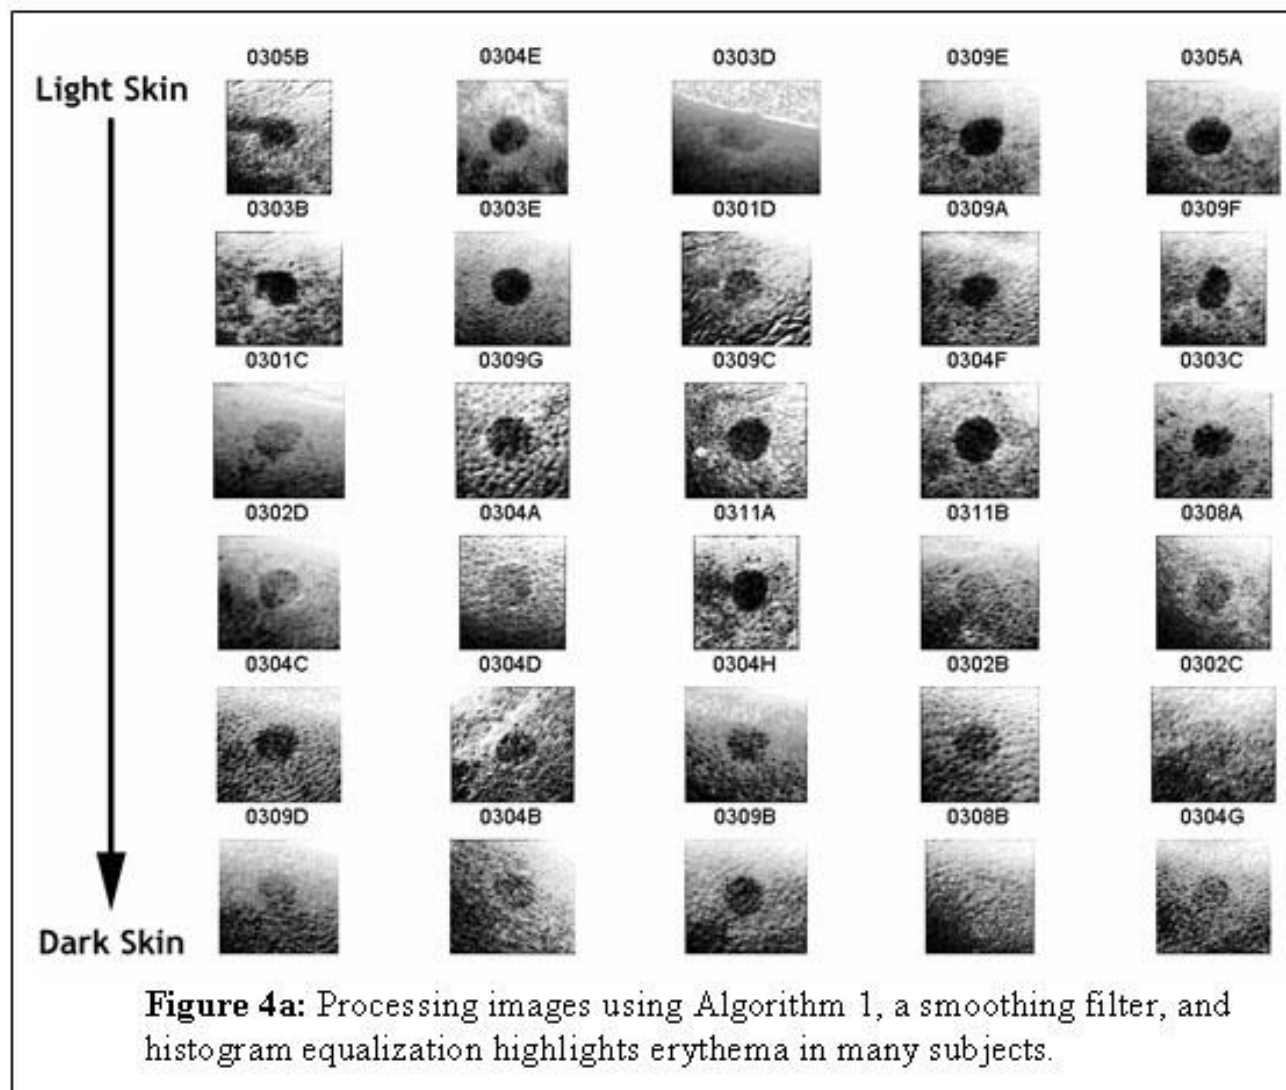 0305B 0304E 0303D 0309E 0305A
Light Skin
0303B 0303E 0301D 0309A 0309F
0301C 0309G 0309C 0304F 0303C
0302D 0304A 0311A 0311B 0308A
0304C 0304D 0304H 0302B 0302C
0309D 0304B 0309B 0308B 0304G
Dark Skin
Figure 4a: Processing images using Algorithm 1, a smoothing filter, and
histogram equalization highlights erythema in many subjects.